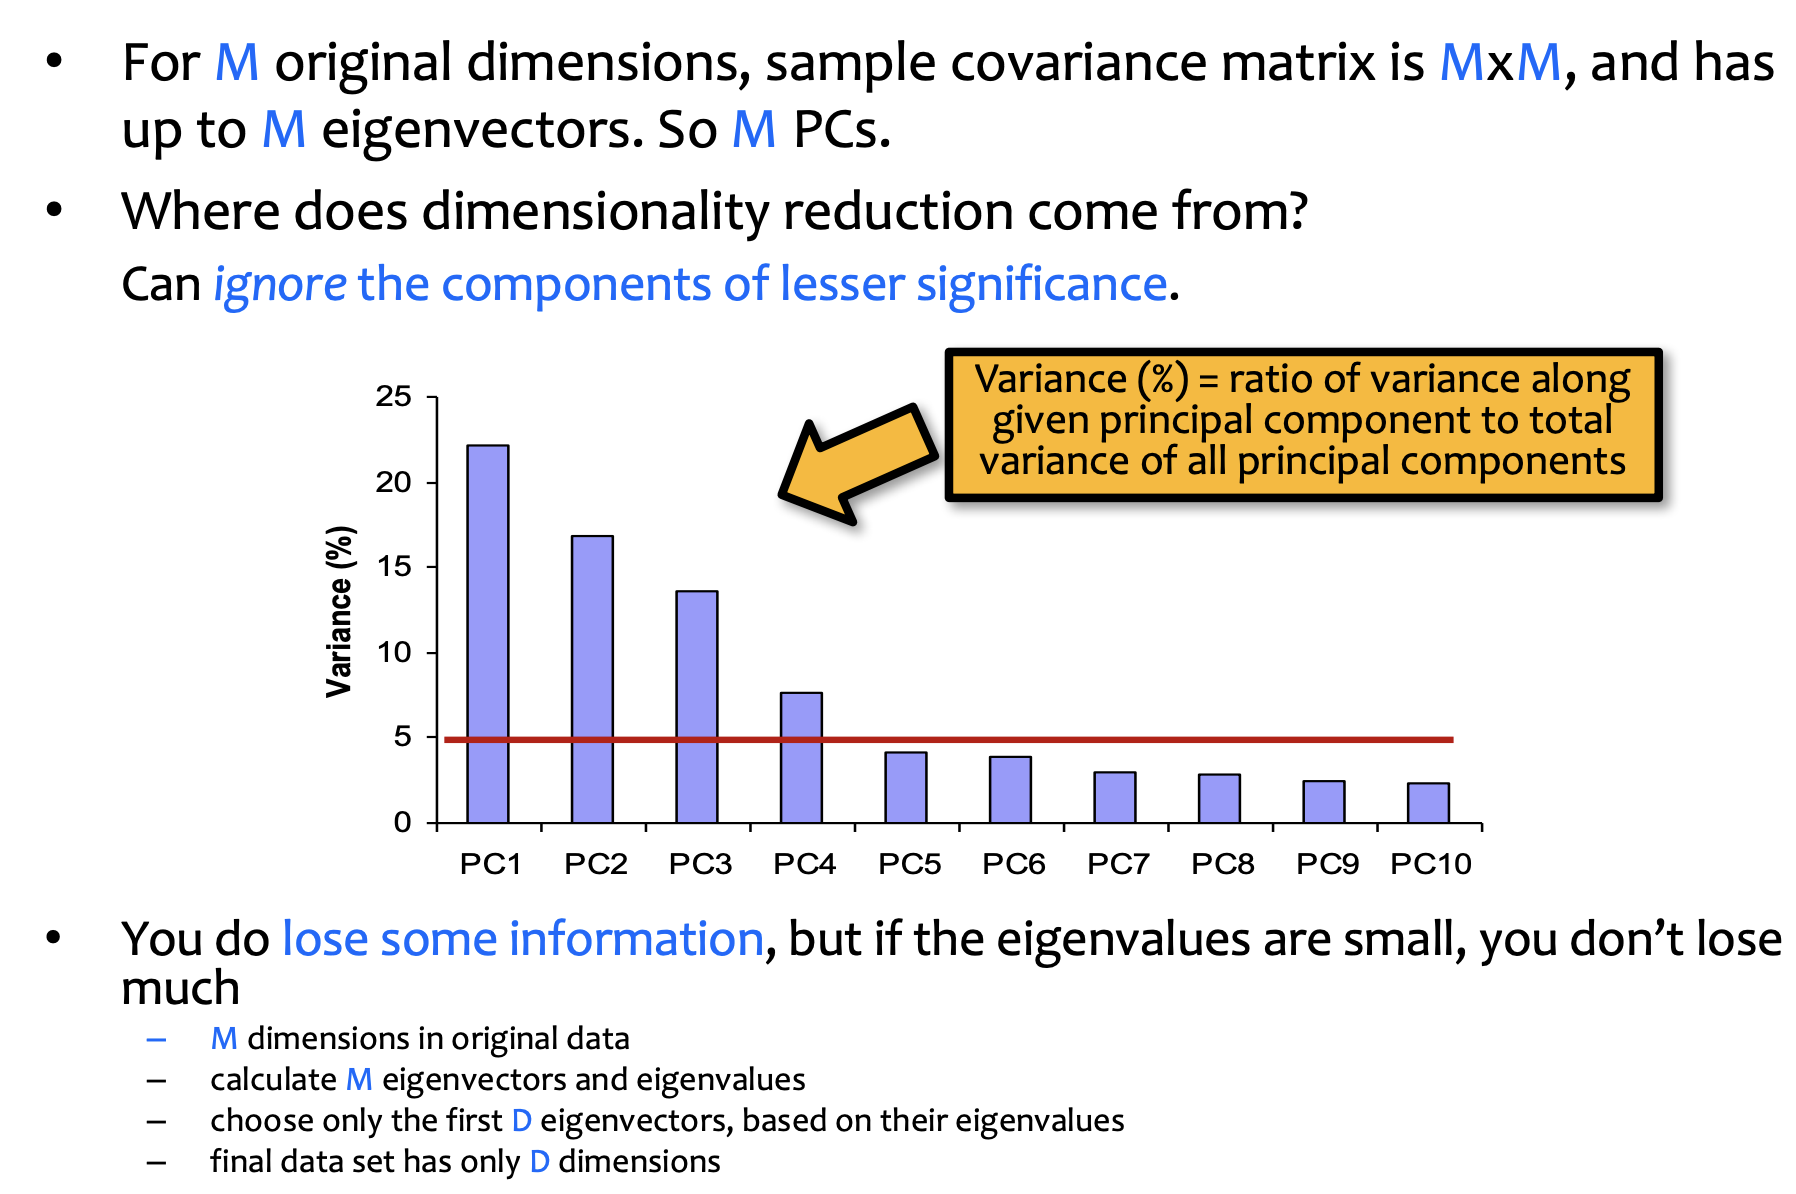 • For M original dimensions, sample covariance matrix is MxM, and has
up to M eigenvectors. So M PCs.
• Where does dimensionality reduction come from?
Can ignore the components of lesser significance.
Variance (%) = ratio of variance along
given principal component to total
variance of all principal components
Variance (%)
25
20
15
10
5
0
PC1 PC2 PC3 PC4 PC5 PC6 PC7 PC8 PC9 PC10
• You do lose some information, but if the eigenvalues are small, you don’t lose
much
– M dimensions in original data
– calculate M eigenvectors and eigenvalues
– choose only the first D eigenvectors, based on their eigenvalues
– final data set has only D dimensions